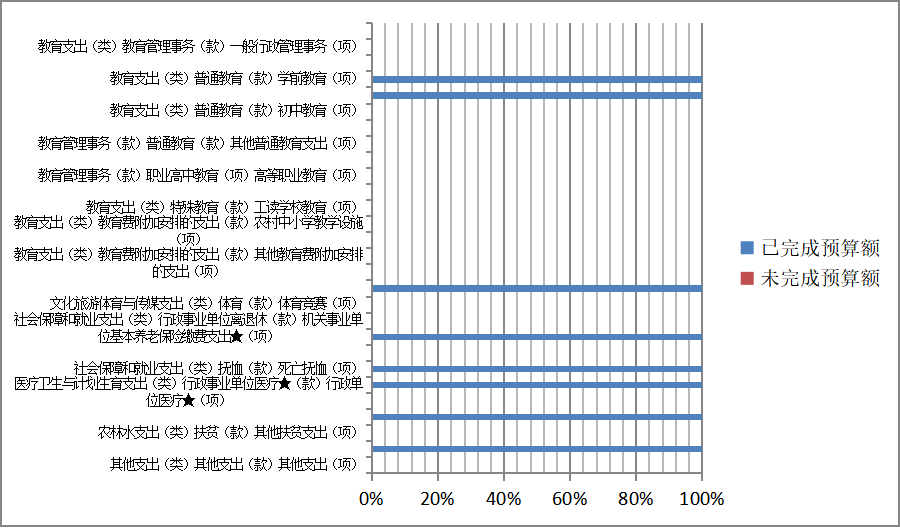 教育支出（类）教育管理事务（款）一般行政管理事务（项）
教育支出（类）普通教育（款）学前教育（项）
教育支出（类）普通教育（款）初中教育（项）
教育管理事务（款）普通教育（款）其他普通教育支出（项）
教育管理事务（款）职业高中教育（项）高等职业教育（项）
教育支出（类）特殊教育（款）工读学校教育（项）
教育支出（类）教育费附加安排的支出（款）农村中小学教学设施
（项）
教育支出（类）教育费附加安排的支出（款）其他教育费附加安排
的支出（项）
文化旅游体育与传媒支出（类）体育（款）体育竞赛（项）
社会保障和就业支出（类）行政事业单位离退休（款）机关事业单
位基本养老保险缴费支出★（项）
社会保障和就业支出（类）抚恤（款）死亡抚恤（项）
医疗卫生与计划生育支出（类）行政事业单位医疗★（款）行政单
位医疗★（项）
农林水支出（类）扶贫（款）其他扶贫支出（项）
其他支出（类）其他支出（款）其他支出（项）
0% 20% 40% 60% 80% 100%
已完成预算额
未完成预算额